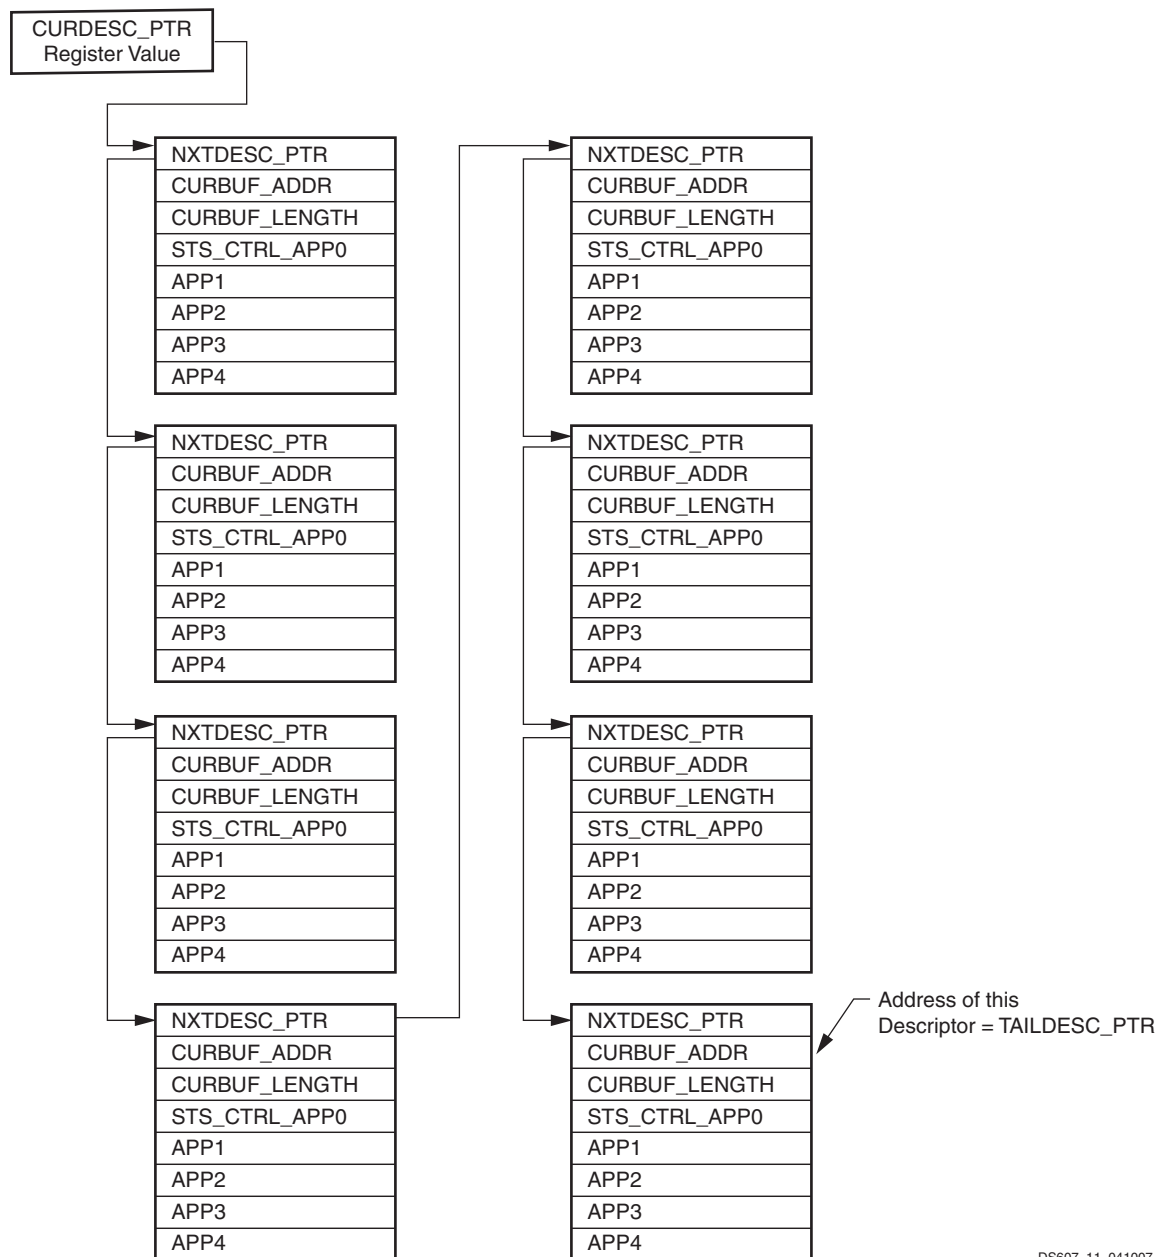 CURDESC_PTR
Register Value
NXTDESC_PTR
CURBUF_ADDR
CURBUF_LENGTH
STS_CTRL_APP0
APP1
APP2
APP3
APP4
NXTDESC_PTR
CURBUF_ADDR
CURBUF_LENGTH
STS_CTRL_APP0
APP1
APP2
APP3
APP4
NXTDESC_PTR
CURBUF_ADDR
CURBUF_LENGTH
STS_CTRL_APP0
APP1
APP2
APP3
APP4
NXTDESC_PTR
CURBUF_ADDR
CURBUF_LENGTH
STS_CTRL_APP0
APP1
APP2
APP3
APP4
NXTDESC_PTR
CURBUF_ADDR
CURBUF_LENGTH
STS_CTRL_APP0
APP1
APP2
APP3
APP4
NXTDESC_PTR
CURBUF_ADDR
CURBUF_LENGTH
STS_CTRL_APP0
APP1
APP2
APP3
APP4
NXTDESC_PTR
CURBUF_ADDR
CURBUF_LENGTH
STS_CTRL_APP0
APP1
APP2
APP3
APP4
NXTDESC_PTR
CURBUF_ADDR
CURBUF_LENGTH
STS_CTRL_APP0
APP1
APP2
APP3
APP4
Address of this
Descriptor = TAILDESC_PTR